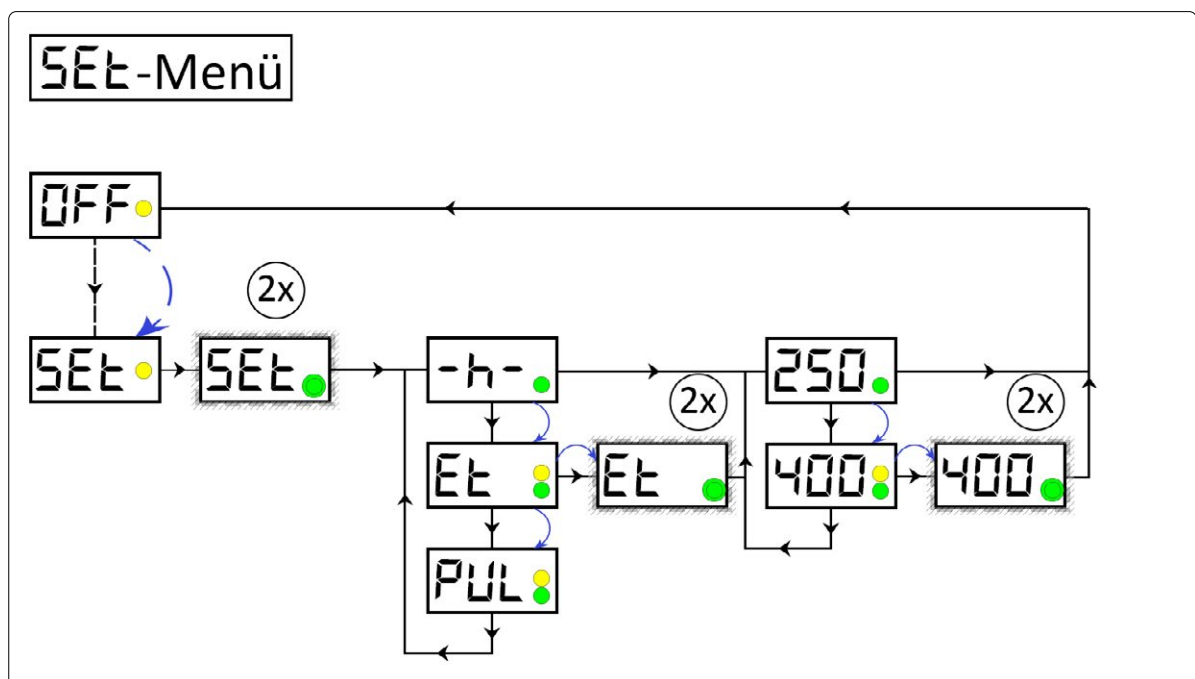 SEt-Menü
OFF
2x
SEt
SEt
-h-
250
2x
2x
Et
Et
400
400
PUL